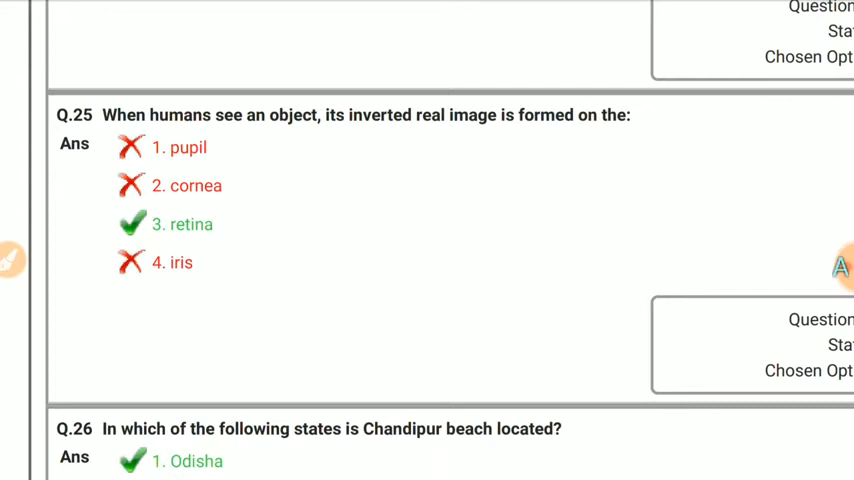 Question
Sta
Chosen Opt
Q.25 When humans see an object, its inverted real image is formed on the:
Ans 1. pupil
2. cornea
3. retina
4. iris
A
Question
Sta
Chosen Opt
Q.26 In which of the following states is Chandipur beach located?
Ans 1. Odisha